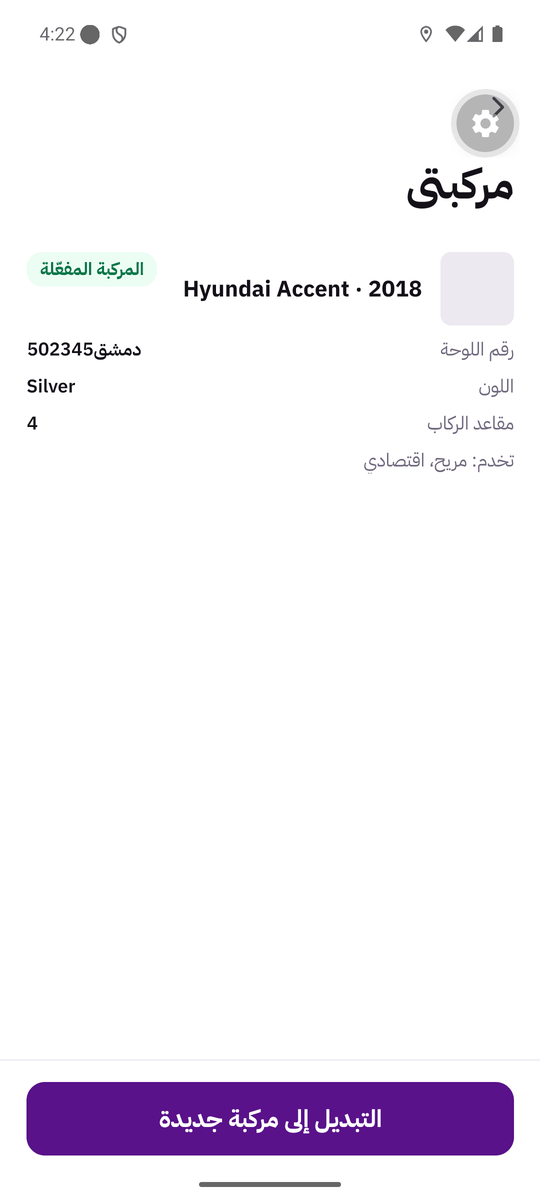 4:22
مركبتي
Hyundai Accent · 2018
المركبة المفعّلة
رقم اللوحة
دمشق502345
اللون
Silver
مقاعد الركاب
4
تخدم: مريح، اقتصادي
التبديل إلى مركبة جديدة